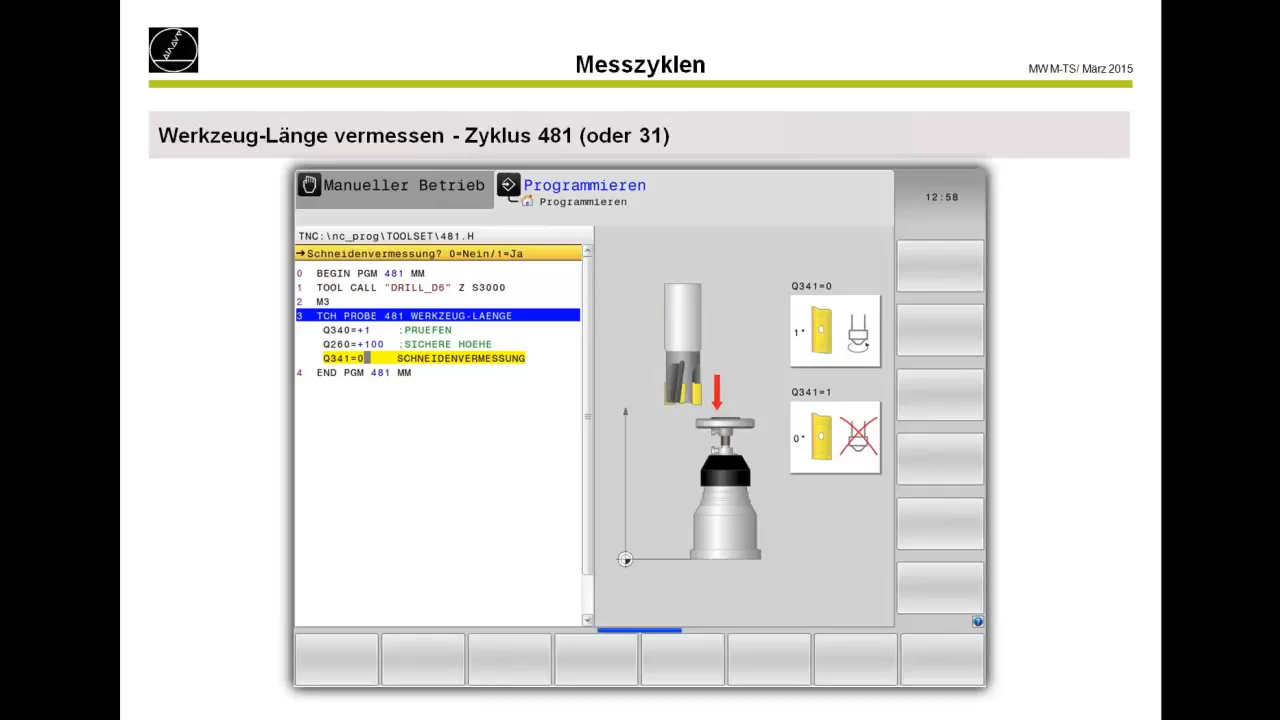 Messzyklen
MWM-TS/ März 2015
Werkzeug-Länge vermessen - Zyklus 481 (oder 31)
Manueller Betrieb
Programmieren
Programmieren
12:58
TNC:\nc_prog\TOOLSET\481.H
➔Schneidenvermessung? 0=Nein/1=Ja
0 BEGIN PGM 481 MM
1 TOOL CALL "DRILL_D6" Z S3000
2 M3
3 TCH PROBE 481 WERKZEUG-LAENGE
Q340=+1 ;PRUEFEN
Q260=+100 ;SICHERE HOEHE
Q341=0 SCHNEIDENVERMESSUNG
4 END PGM 481 MM
Q341=0
1*
Q341=1
0*